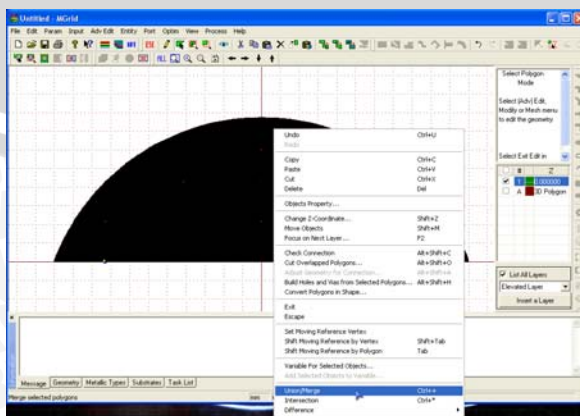 Untitled - MGrid
File Edit Param Input Adv Edit Entity Port Optim View Process Help
Select Polygon
Mode
Select (Adv) Edit,
Modify or Mesh menu
to edit the geometry.
Select Exit Edit in
# Z
1 0.000000
A 3D Polygon
List All Layers
Elevated Layer
Insert a Layer
Undo Ctrl+U
Redo
Copy Ctrl+C
Paste Ctrl+V
Cut Ctrl+X
Delete Del
Objects Property...
Change Z-Coordinate... Shift+Z
Move Objects Shift+M
Focus on Next Layer... F2
Check Connection Alt+Shift+C
Cut Overlapped Polygons... Alt+Shift+O
Adjust Geometry for Connection... Alt+Shift+A
Build Holes and Vias from Selected Polygons... Alt+Shift+H
Convert Polygons in Shape...
Exit
Escape
Set Moving Reference Vertex
Shift Moving Reference by Vertex Shift+Tab
Shift Moving Reference by Polygon Tab
Variable For Selected Objects...
Add Selected Objects to Variable...
Union/Merge Ctrl++
Intersection Ctrl+*
Difference
Message Geometry Metallic Types Substrates Task List
Merge selected polygons
mm